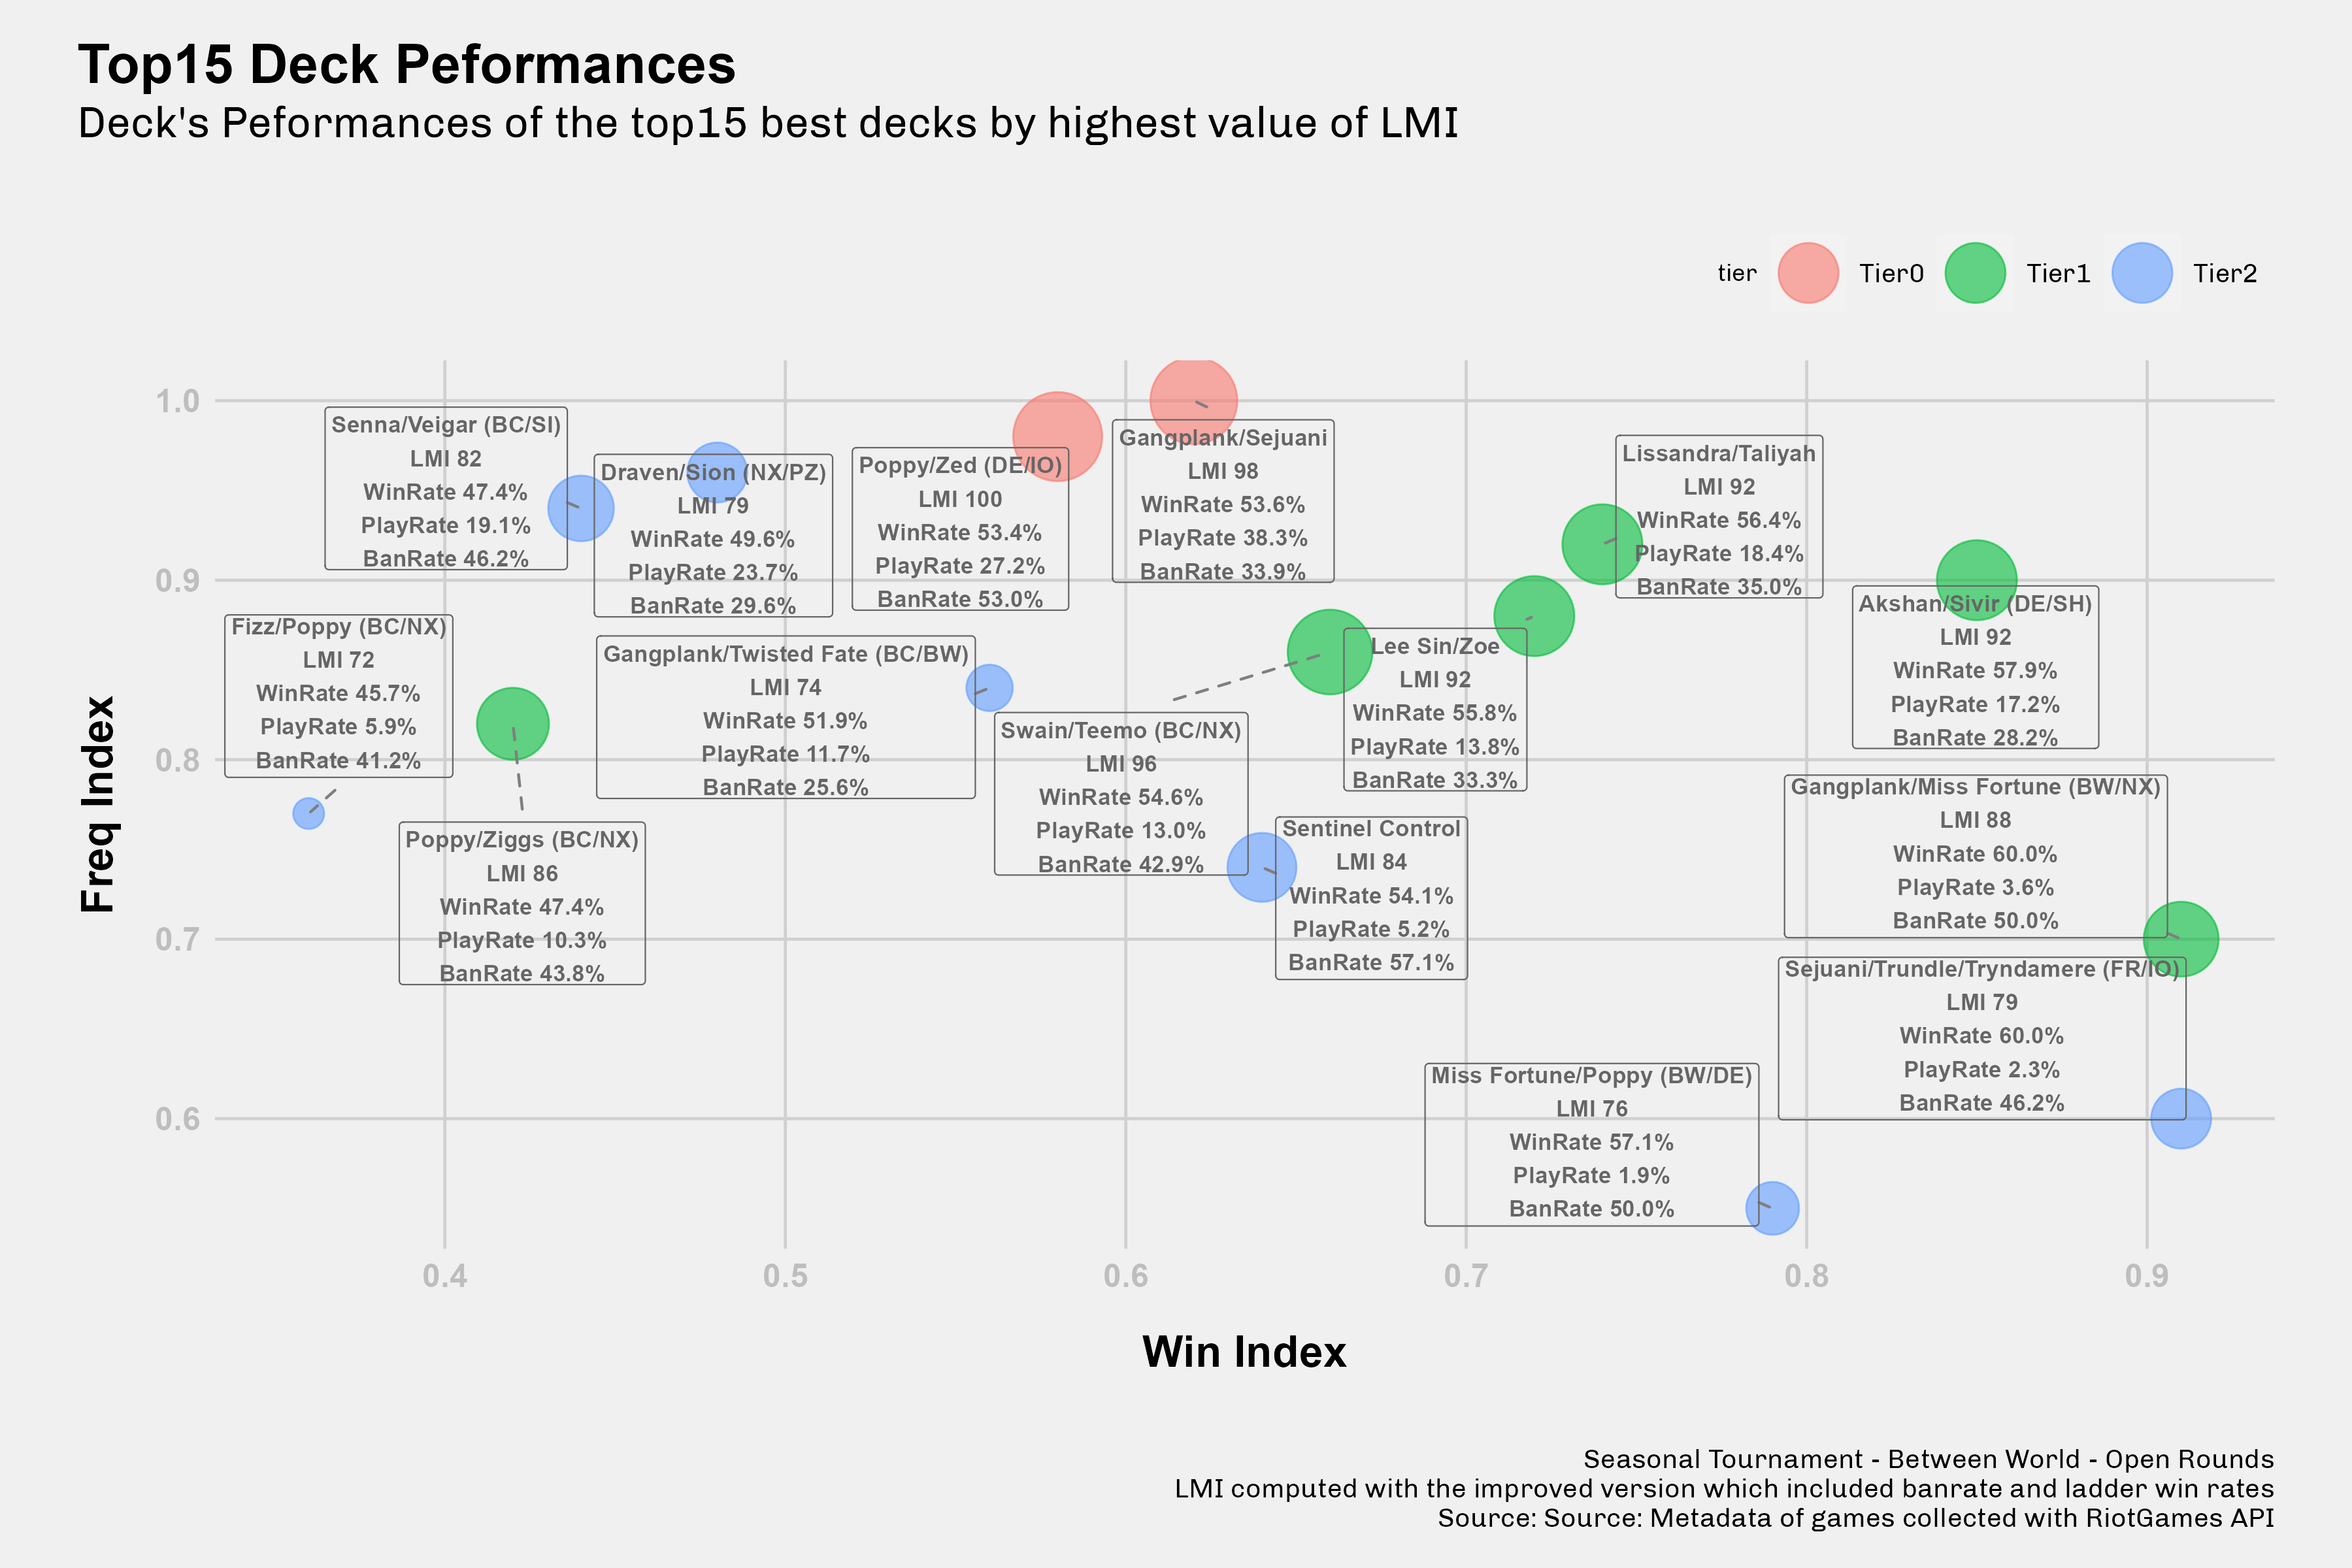 Top15 Deck Peformances
Deck's Peformances of the top15 best decks by highest value of LMI
tier
Tier0
Tier1
Tier2
Freq Index
1.0
0.9
0.8
0.7
0.6
Senna/Veigar (BC/SI)
LMI 82
WinRate 47.4%
PlayRate 19.1%
BanRate 46.2%
Draven/Sion (NX/PZ)
LMI 79
WinRate 49.6%
PlayRate 23.7%
BanRate 29.6%
Poppy/Zed (DE/IO)
LMI 100
WinRate 53.4%
PlayRate 27.2%
BanRate 53.0%
Gangplank/Sejuani
LMI 98
WinRate 53.6%
PlayRate 38.3%
BanRate 33.9%
Lissandra/Taliyah
LMI 92
WinRate 56.4%
PlayRate 18.4%
BanRate 35.0%
Akshan/Sivir (DE/SH)
LMI 92
WinRate 57.9%
PlayRate 17.2%
BanRate 28.2%
Fizz/Poppy (BC/NX)
LMI 72
WinRate 45.7%
PlayRate 5.9%
BanRate 41.2%
Gangplank/Twisted Fate (BC/BW)
LMI 74
WinRate 51.9%
PlayRate 11.7%
BanRate 25.6%
Lee Sin/Zoe
LMI 92
WinRate 55.8%
PlayRate 13.8%
BanRate 33.3%
Swain/Teemo (BC/NX)
LMI 96
WinRate 54.6%
PlayRate 13.0%
BanRate 42.9%
Gangplank/Miss Fortune (BW/NX)
LMI 88
WinRate 60.0%
PlayRate 3.6%
BanRate 50.0%
Poppy/Ziggs (BC/NX)
LMI 86
WinRate 47.4%
PlayRate 10.3%
BanRate 43.8%
Sentinel Control
LMI 84
WinRate 54.1%
PlayRate 5.2%
BanRate 57.1%
Sejuani/Trundle/Tryndamere (FR/IO)
LMI 79
WinRate 60.0%
PlayRate 2.3%
BanRate 46.2%
Miss Fortune/Poppy (BW/DE)
LMI 76
WinRate 57.1%
PlayRate 1.9%
BanRate 50.0%
0.4
0.5
0.6
0.7
0.8
0.9
Win Index
Seasonal Tournament - Between World - Open Rounds
LMI computed with the improved version which included banrate and ladder win rates
Source: Source: Metadata of games collected with RiotGames API